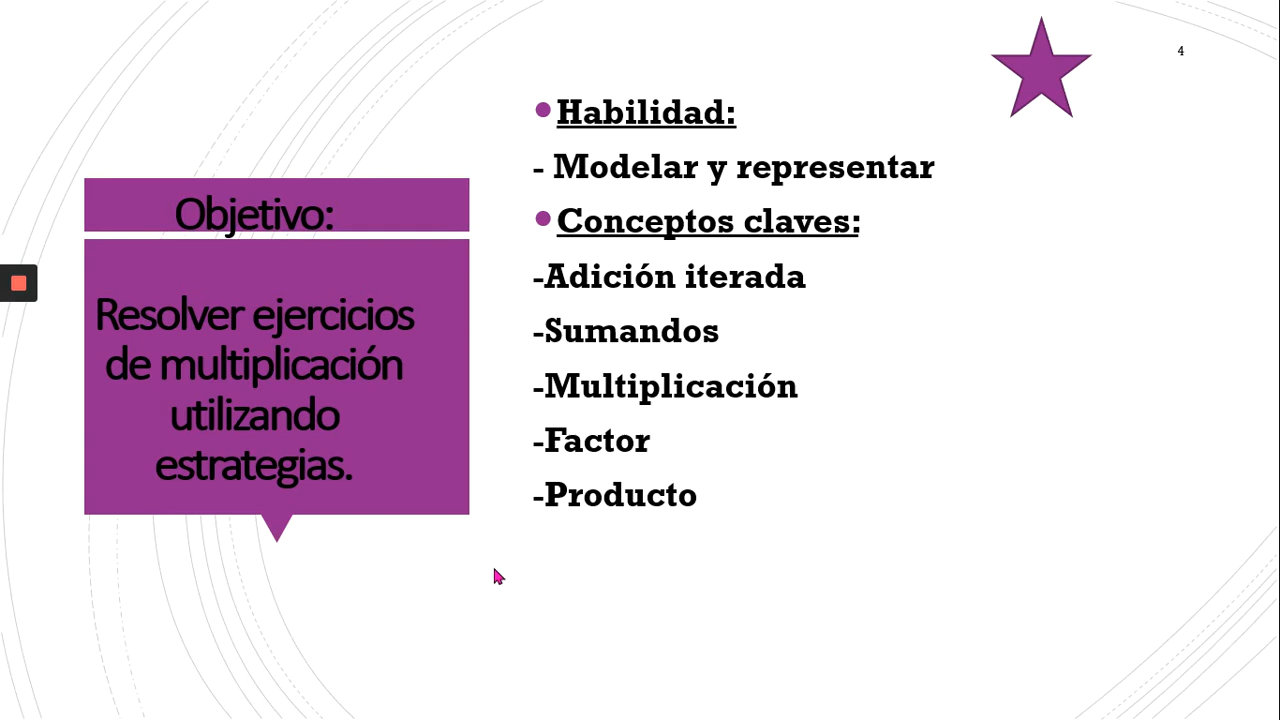 4
Objetivo:
Resolver ejercicios
de multiplicación
utilizando
estrategias.
Habilidad:
- Modelar y representar
Conceptos claves:
-Adición iterada
-Sumandos
-Multiplicación
-Factor
-Producto